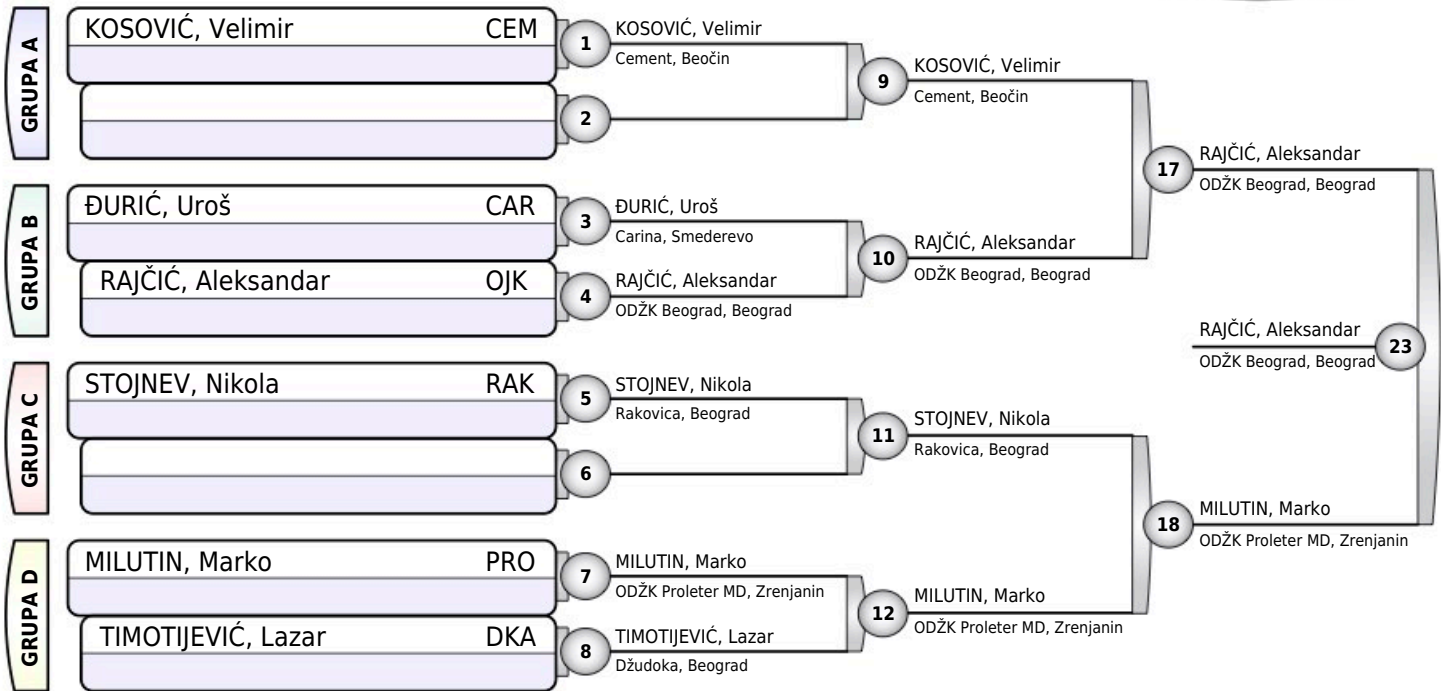 GRUPA A
KOSOVIĆ, Velimir CEM
1
2
KOSOVIĆ, Velimir
Cement, Beočin
9
KOSOVIĆ, Velimir
Cement, Beočin
GRUPA B
ĐURIĆ, Uroš CAR
RAJČIĆ, Aleksandar OJK
3
4
ĐURIĆ, Uroš
Carina, Smederevo
RAJČIĆ, Aleksandar
ODŽK Beograd, Beograd
10
RAJČIĆ, Aleksandar
ODŽK Beograd, Beograd
17
RAJČIĆ, Aleksandar
ODŽK Beograd, Beograd
GRUPA C
STOJNEV, Nikola RAK
5
6
STOJNEV, Nikola
Rakovica, Beograd
11
STOJNEV, Nikola
Rakovica, Beograd
GRUPA D
MILUTIN, Marko PRO
TIMOTIJEVIĆ, Lazar DKA
7
8
MILUTIN, Marko
ODŽK Proleter MD, Zrenjanin
TIMOTIJEVIĆ, Lazar
Džudoka, Beograd
12
MILUTIN, Marko
ODŽK Proleter MD, Zrenjanin
18
MILUTIN, Marko
ODŽK Proleter MD, Zrenjanin
RAJČIĆ, Aleksandar
ODŽK Beograd, Beograd
23